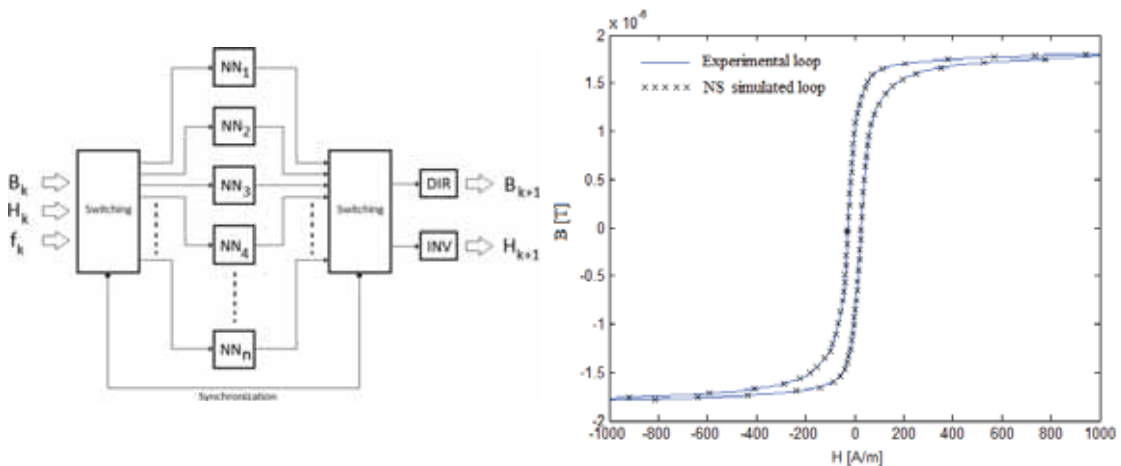 NN1
NN2
NN3
NN4
NNn
Switching
Switching
Bk
Hk
fk
DIR
INV
Bk+1
Hk+1
Synchronization
x 10^-6
Experimental loop
××××× NS simulated loop
2
1.5
1
0.5
0
-0.5
-1
-1.5
-2
B [T]
-1000 -800 -600 -400 -200 0 200 400 600 800 1000
H [A/m]